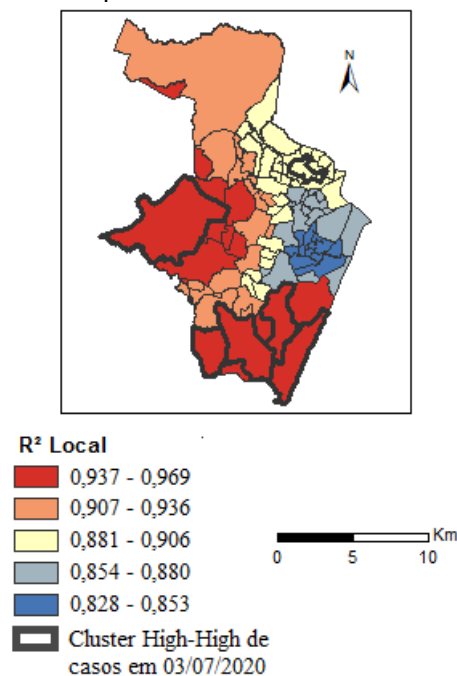 N
R² Local
0,937 - 0,969
0,907 - 0,936
0,881 - 0,906
0,854 - 0,880
0,828 - 0,853
Cluster High-High de
casos em 03/07/2020
Km
0 5 10